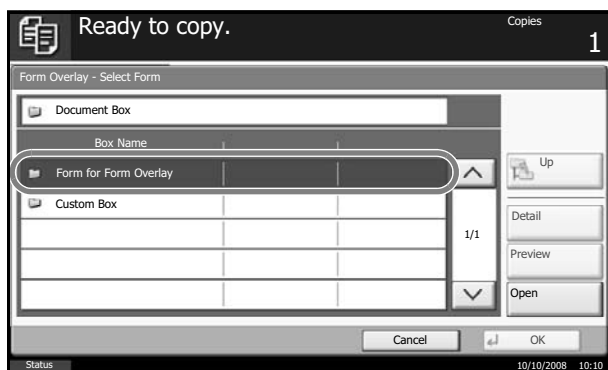 Ready to copy.
Copies
1
Form Overlay - Select Form
Document Box
Box Name
Form for Form Overlay
Custom Box
1/1
Up
Detail
Preview
Open
Cancel
OK
Status
10/10/2008 10:10